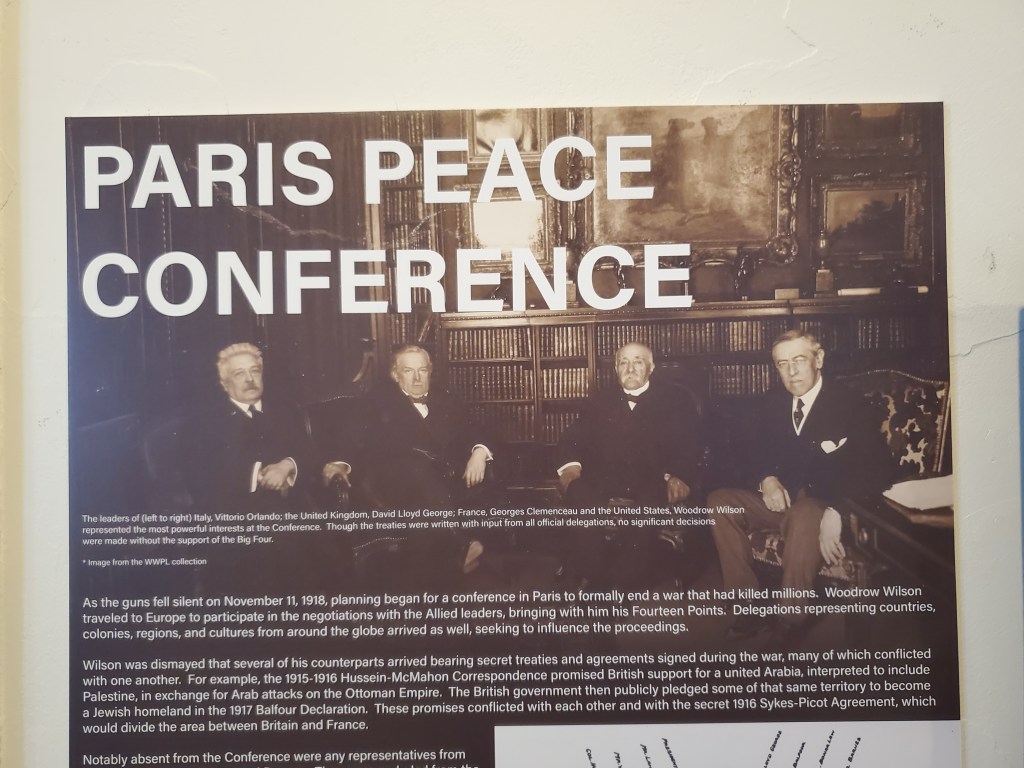 PARIS PEACE
CONFERENCE
The leaders of (left to right) Italy, Vittorio Orlando; the United Kingdom, David Lloyd George; France, Georges Clemenceau and the United States, Woodrow Wilson
represented the most powerful interests at the Conference.  Though the treaties were written with input from all official delegations, no significant decisions
were made without the support of the Big Four.
* Image from the WWPL collection
As the guns fell silent on November 11, 1918, planning began for a conference in Paris to formally end a war that had killed millions.  Woodrow Wilson
traveled to Europe to participate in the negotiations with the Allied leaders, bringing with him his Fourteen Points.  Delegations representing countries,
colonies, regions, and cultures from around the globe arrived as well, seeking to influence the proceedings.
Wilson was dismayed that several of his counterparts arrived bearing secret treaties and agreements signed during the war, many of which conflicted
with one another.  For example, the 1915-1916 Hussein-McMahon Correspondence promised British support for a united Arabia, interpreted to include
Palestine, in exchange for Arab attacks on the Ottoman Empire.  The British government then publicly pledged some of that same territory to become
a Jewish homeland in the 1917 Balfour Declaration.  These promises conflicted with each other and with the secret 1916 Sykes-Picot Agreement, which
would divide the area between Britain and France.
Notably absent from the Conference were any representatives from